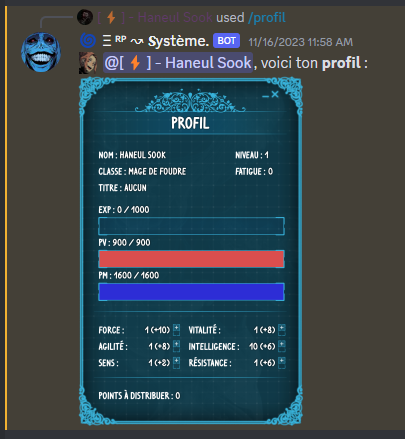 [⚡] - Haneul Sook used /profil
Ξ ᴿᴾ ↝ Système. BOT 11/16/2023 11:58 AM
@[⚡] - Haneul Sook, voici ton profil :
PROFIL
NOM : HANEUL SOOK NIVEAU : 1
CLASSE : MAGE DE FOUDRE FATIGUE : 0
TITRE : AUCUN
EXP : 0 / 1000
PV : 900 / 900
PM : 1600 / 1600
FORCE : 1 (+10) + VITALITÉ : 1 (+8) +
AGILITÉ : 1 (+8) + INTELLIGENCE : 10 (+6) +
SENS : 1 (+8) + RÉSISTANCE : 1 (+6) +
POINTS À DISTRIBUER : 0